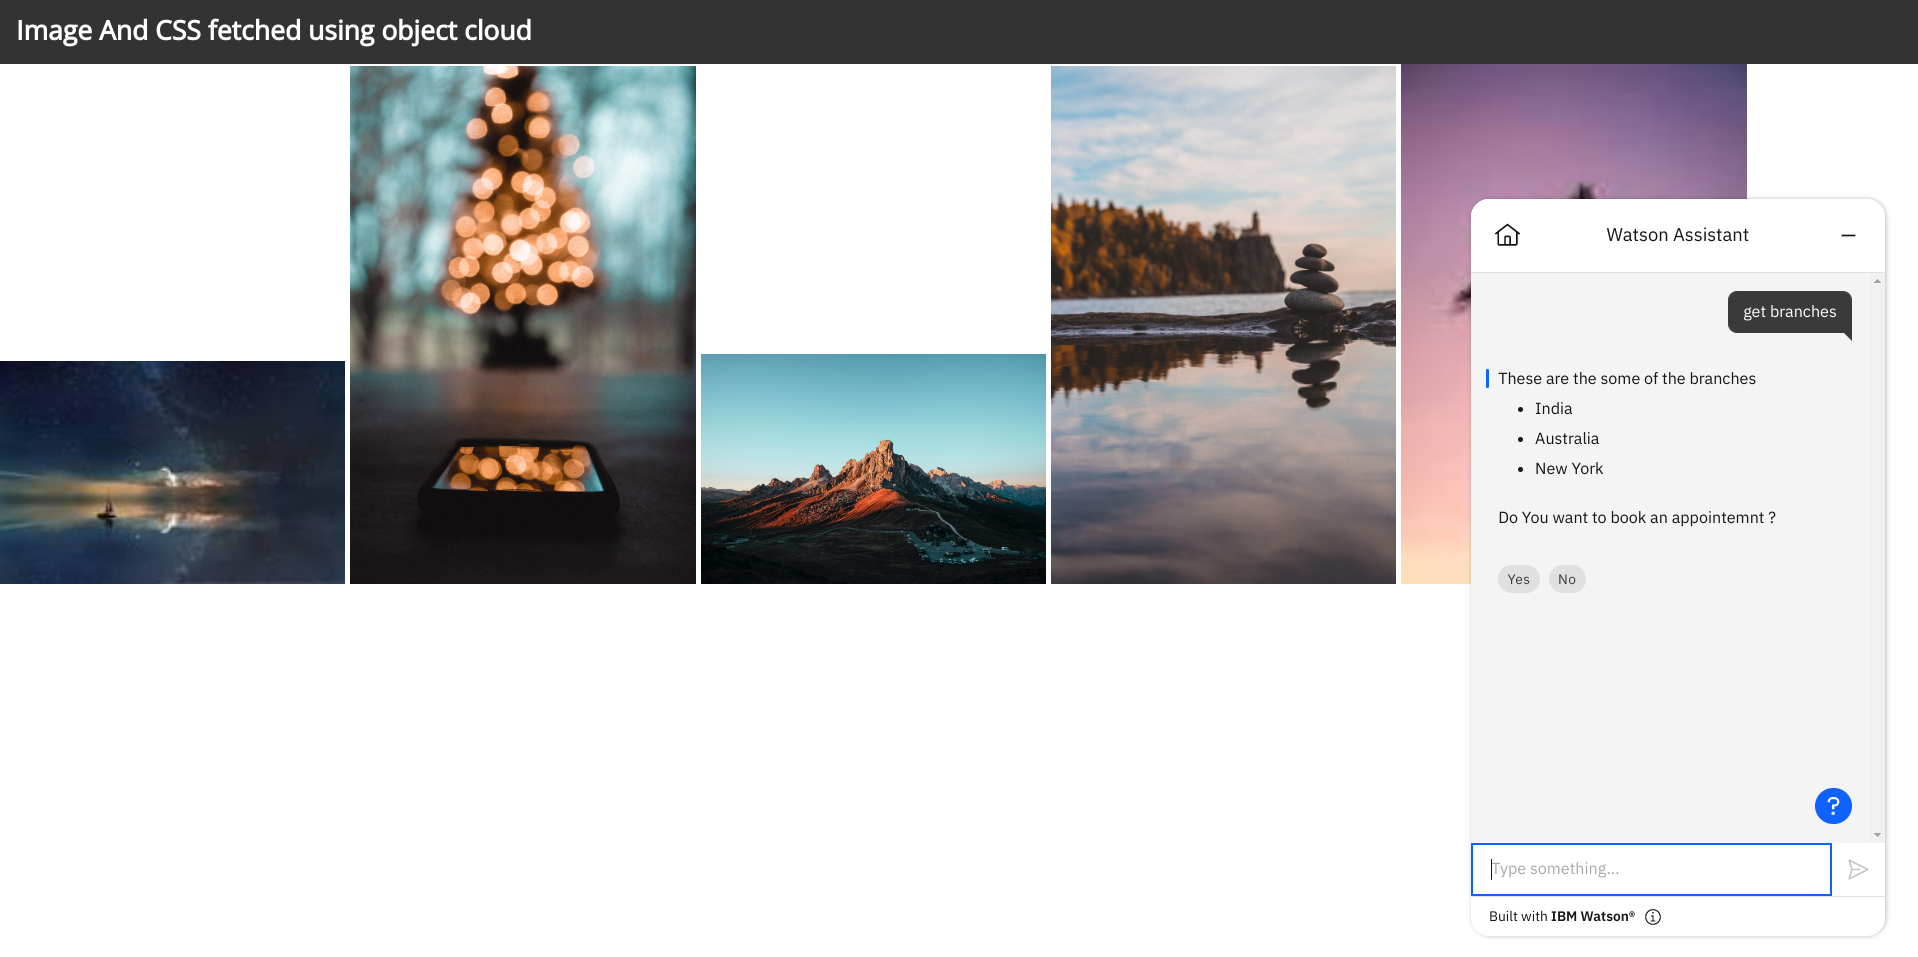 Image And CSS fetched using object cloud
Watson Assistant
get branches
These are the some of the branches
• India
• Australia
• New York
Do You want to book an appointemnt ?
Yes No
?
Type something...
Built with IBM Watson®